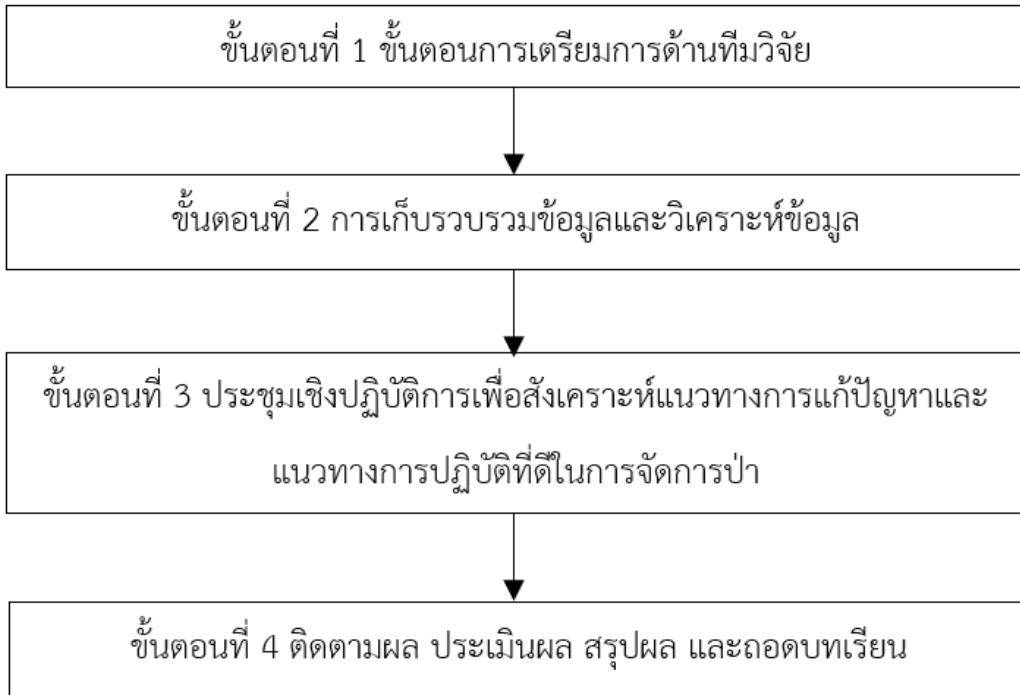 ขั้นตอนที่ 1 ขั้นตอนการเตรียมการด้านทีมวิจัย
ขั้นตอนที่ 2 การเก็บรวบรวมข้อมูลและวิเคราะห์ข้อมูล
ขั้นตอนที่ 3 ประชุมเชิงปฏิบัติการเพื่อสังเคราะห์แนวทางการแก้ปัญหาและ
แนวทางการปฏิบัติที่ดีในการจัดการป่า
ขั้นตอนที่ 4 ติดตามผล ประเมินผล สรุปผล และถอดบทเรียน